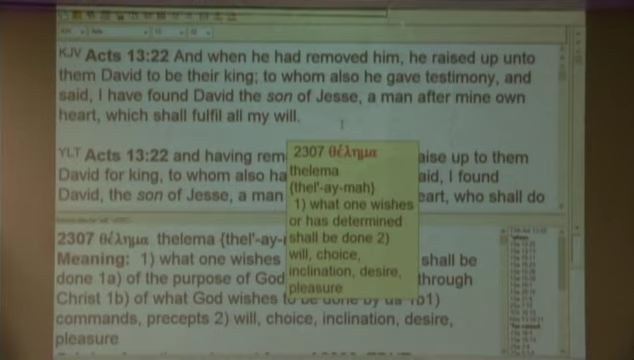 KJV Acts 13:22 And when he had removed him, he raised up unto
them David to be their king; to whom also he gave testimony, and
said, I have found David the son of Jesse, a man after mine own
heart, which shall fulfil all my will.
YLT Acts 13:22 and having rem aise up to them
David for king, to whom also ha aid, I found
David, the son of Jesse, a man eart, who shall do
2307 θέλημα
thelema
{thel'-ay-mah}
1) what one wishes
or has determined
shall be done 2)
will, choice,
inclination, desire,
pleasure
2307 θέλημα thelema {thel'-ay-
Meaning: 1) what one wishes shall be
done 1a) of the purpose of God through
Christ 1b) of what God wishes to be done by us 1b1)
commands, precepts 2) will, choice, inclination, desire,
pleasure